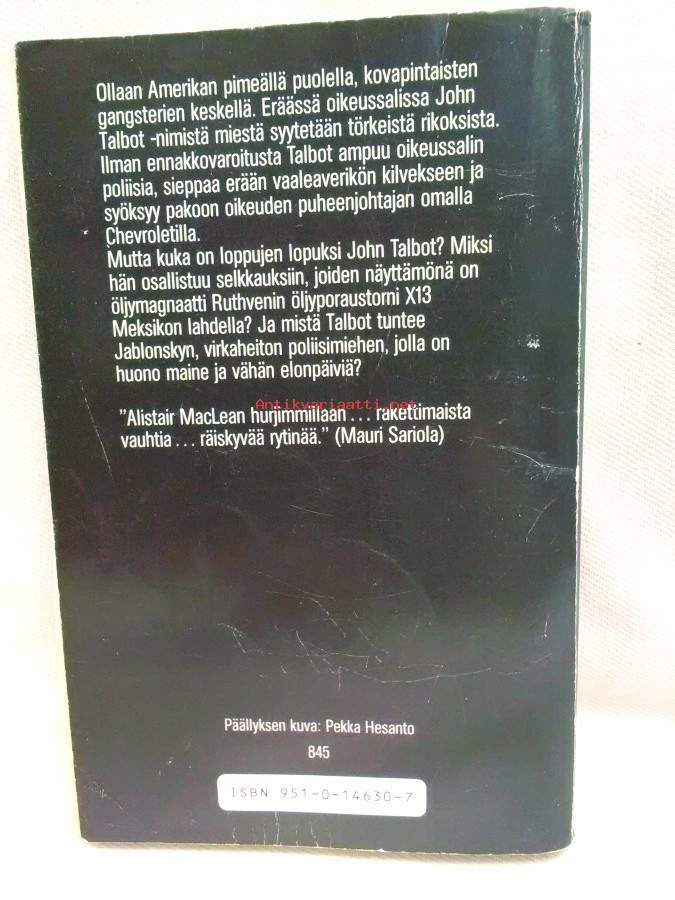 Ollaan Amerikan pimeällä puolella, kovapintaisten
gangsterien keskellä. Eräässä oikeussalissa John
Talbot -nimistä miestä syytetään törkeistä rikoksista.
Ilman ennakkovaroitusta Talbot ampuu oikeussalin
poliisia, sieppaa erään vaaleaverikön kilvekseen ja
syöksyy pakoon oikeuden puheenjohtajan omalla
Chevroletilla.
Mutta kuka on loppujen lopuksi John Talbot? Miksi
hän osallistuu selkkauksiin, joiden näyttämönä on
öljymagnaatti Ruthvenin öljyporaustorni X13
Meksikon lahdella? Ja mistä Talbot tuntee
Jablonskyn, virkaheiton poliisimiehen, jolla on
huono maine ja vähän elonpäiviä?
Antikvariaatti.net
"Alistair MacLean hurjimmillaan... rakettimaista
vauhtia... räiskyvää rytinää." (Mauri Sariola)
Päällyksen kuva: Pekka Hesanto
845
ISBN 951-0-14630-7